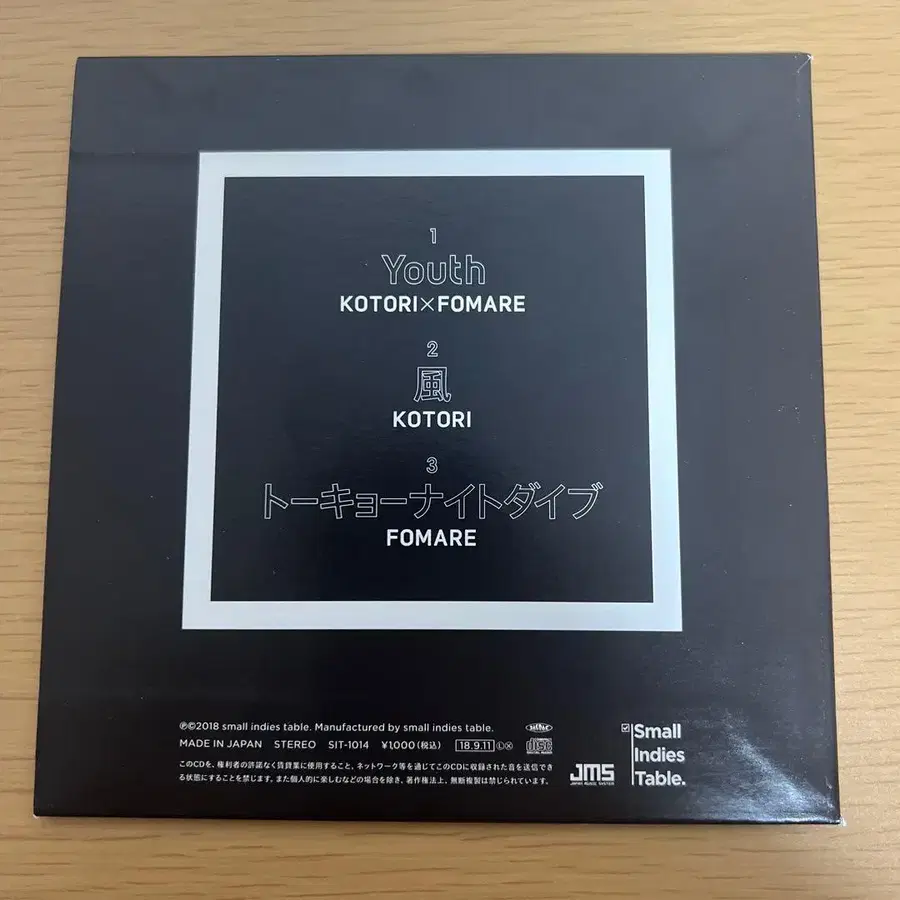 1
Youth
KOTORI×FOMARE
2
風
KOTORI
3
トーキョーナイトダイブ
FOMARE
℗©2018 small indies table. Manufactured by small indies table.
MADE IN JAPAN STEREO SIT-1014 ¥1,000(税込) 18.9.11 Ⓛ Ⓧ
このCDを、権利者の許諾なく賃貸業に使用すること、ネットワーク等を通じてこのCDに収録された音を送信でき
る状態にすることを禁じます。また個人的に楽しむなどの場合を除き、著作権法上、無断複製は禁じられています。
disc
JMS
JAPAN MUSIC SYSTEM
Small
Indies
Table.